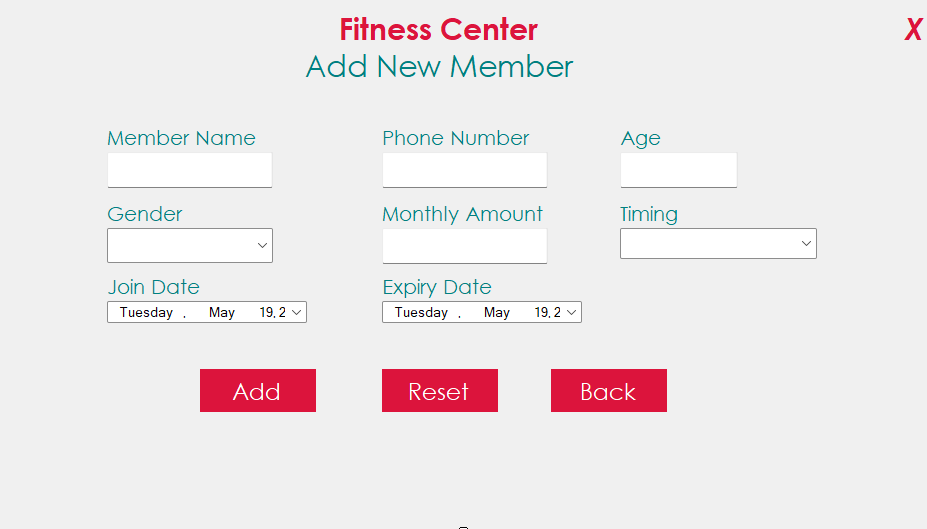 Fitness Center
X
Add New Member
Member Name
Phone Number
Age
Gender
Monthly Amount
Timing
Join Date
Expiry Date
Tuesday , May 19, 2
Tuesday , May 19, 2
Add
Reset
Back